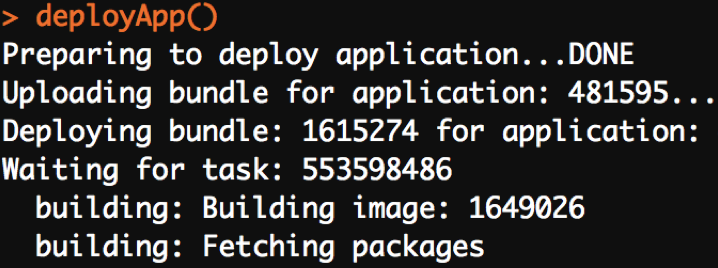 > deployApp()
Preparing to deploy application...DONE
Uploading bundle for application: 481595...
Deploying bundle: 1615274 for application:
Waiting for task: 553598486
  building: Building image: 1649026
  building: Fetching packages